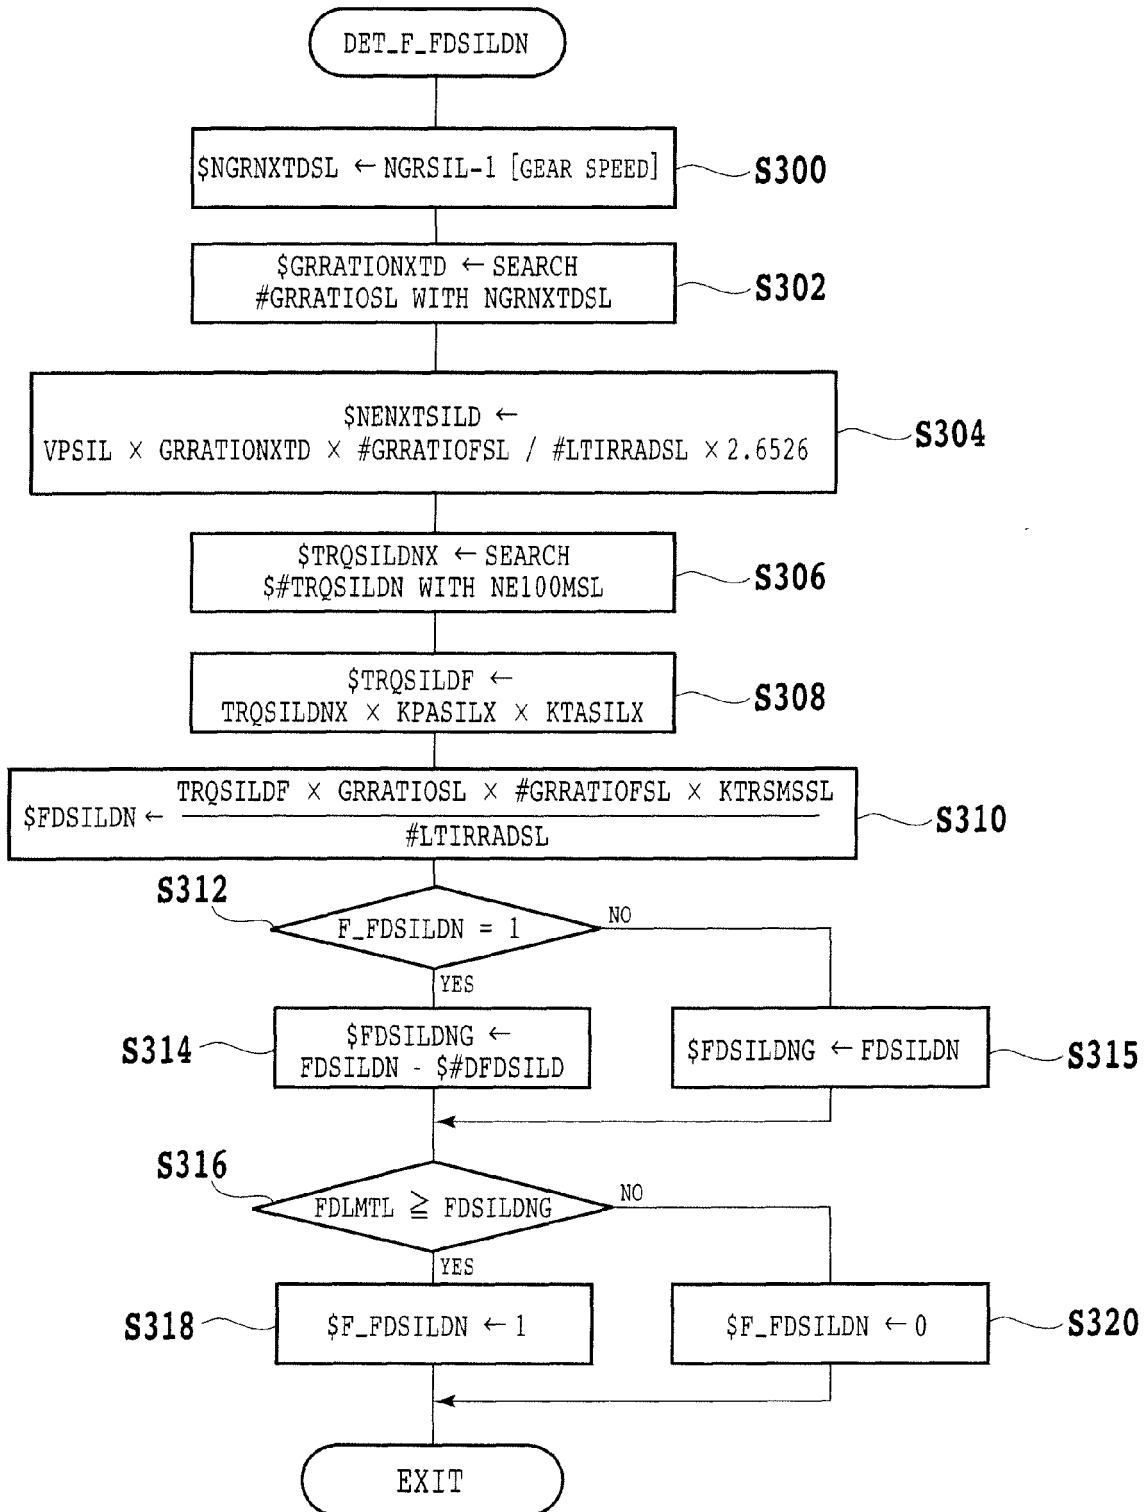 DET_F_FDSILDN
$NGRNXTDSL ← NGRSIL-1 [GEAR SPEED]
S300
$GRRATIONXTD ← SEARCH
#GRRATIOSL WITH NGRNXTDSL
S302
$NENXTSILD ←
VPSIL × GRRATIONXTD × #GRRATIOFSL / #LTIRRADSL × 2.6526
S304
$TRQSILDNX ← SEARCH
$#TRQSILDN WITH NE100MSL
S306
$TRQSILDF ←
TRQSILDNX × KPASILX × KTASILX
S308
TRQSILDF × GRRATIOSL × #GRRATIOFSL × KTRSMSSL
$FDSILDN ←
#LTIRRADSL
S310
S312
F_FDSILDN = 1
NO
YES
S314
$FDSILDNG ←
FDSILDN - $#DFDSILD
$FDSILDNG ← FDSILDN
S315
S316
FDLMTL ≧ FDSILDNG
NO
YES
S318
$F_FDSILDN ← 1
$F_FDSILDN ← 0
S320
EXIT